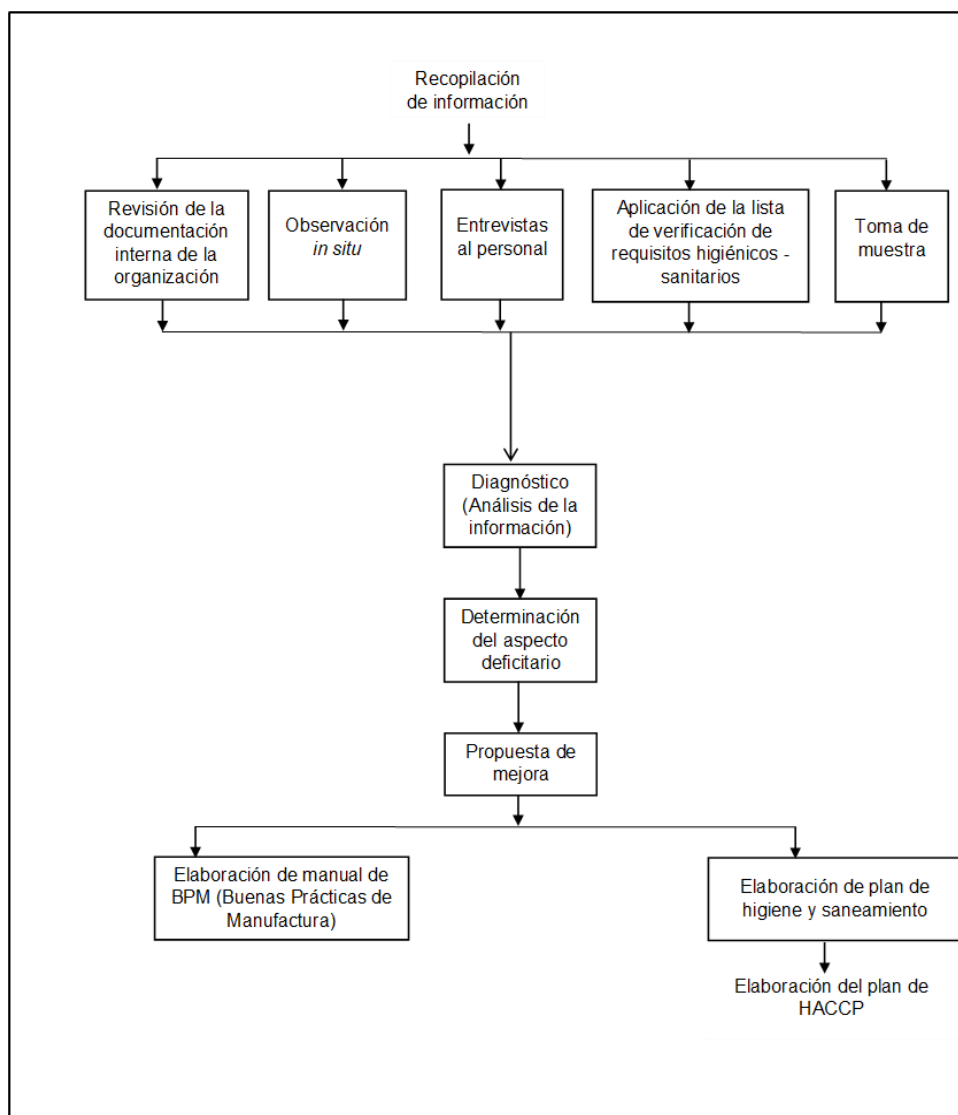 Recopilación
de información
Revisión de la
documentación
interna de la
organización
Observación
in situ
Entrevistas
al personal
Aplicación de la lista
de verificación de
requisitos higiénicos -
sanitarios
Toma de
muestra
Diagnóstico
(Análisis de la
información)
Determinación
del aspecto
deficitario
Propuesta de
mejora
Elaboración de manual de
BPM (Buenas Prácticas de
Manufactura)
Elaboración de plan de
higiene y saneamiento
Elaboración del plan de
HACCP